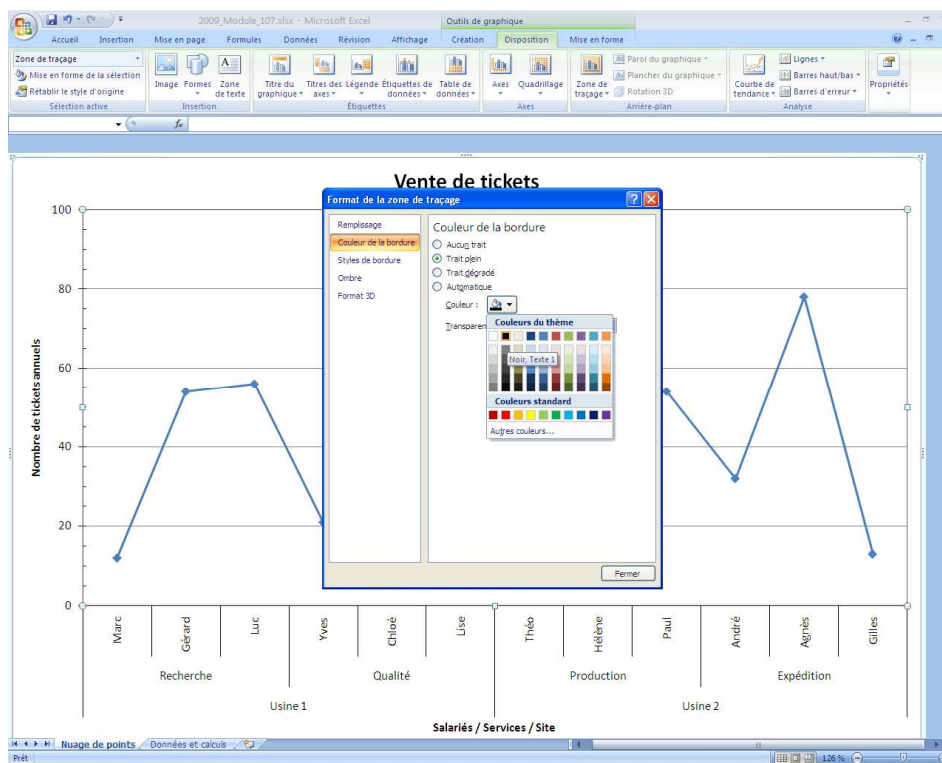 2009_Module_107.xlsx - Microsoft Excel
Outils de graphique
Accueil Insertion Mise en page Formules Données Révision Affichage Création Disposition Mise en forme
Zone de traçage
Mise en forme de la sélection
Rétablir le style d'origine
Sélection active
Image Formes Zone de texte
Insertion
Titre du graphique Titres des axes Légende Étiquettes de données Table de données
Étiquettes
Axes Quadrillage
Axes
Zone de traçage
Paroi du graphique
Plancher du graphique
Rotation 3D
Arrière-plan
Courbe de tendance
Lignes
Barres haut/bas
Barres d'erreur
Analyse
Propriétés
fx
Vente de tickets
Format de la zone de traçage
Remplissage
Couleur de la bordure
Styles de bordure
Ombre
Format 3D
Couleur de la bordure
Aucun trait
Trait plein
Trait dégradé
Automatique
Couleur :
Transparen
Couleurs du thème
Noir, Texte 1
Couleurs standard
Autres couleurs...
Fermer
Nombre de tickets annuels
100
80
60
40
20
0
Marc Gérard Luc Yves Chloé Lise Théo Hélène Paul André Agnès Gilles
Recherche Qualité Production Expédition
Usine 1 Usine 2
Salariés / Services / Site
Nuage de points Données et calculs
Prêt
126 %